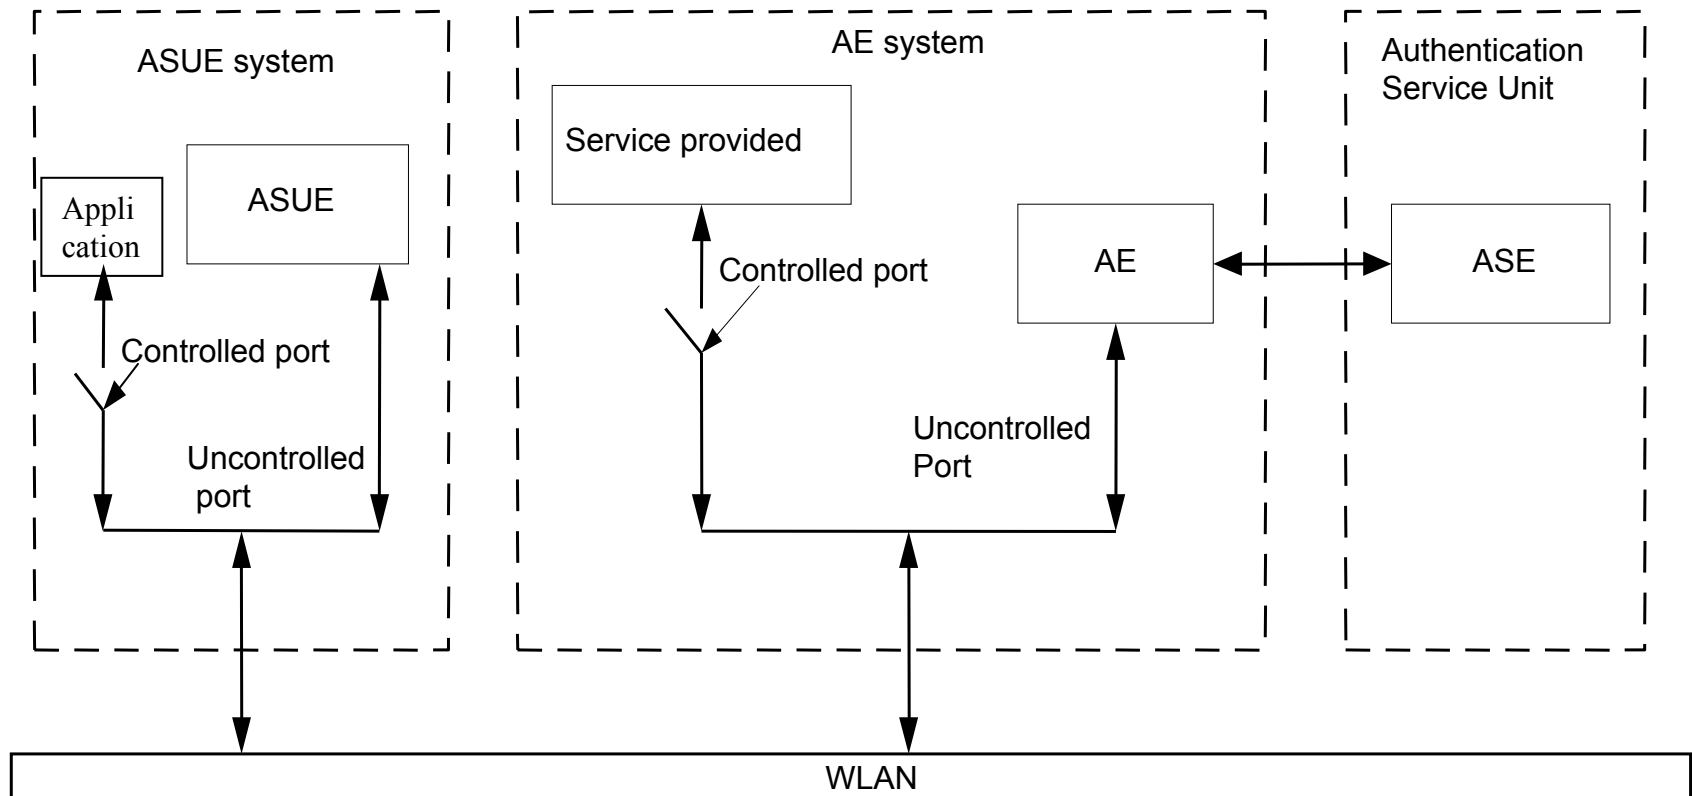 ASUE system
Appli
cation
ASUE
Controlled port
Uncontrolled
port
AE system
Service provided
Controlled port
AE
Uncontrolled
Port
Authentication
Service Unit
ASE
WLAN